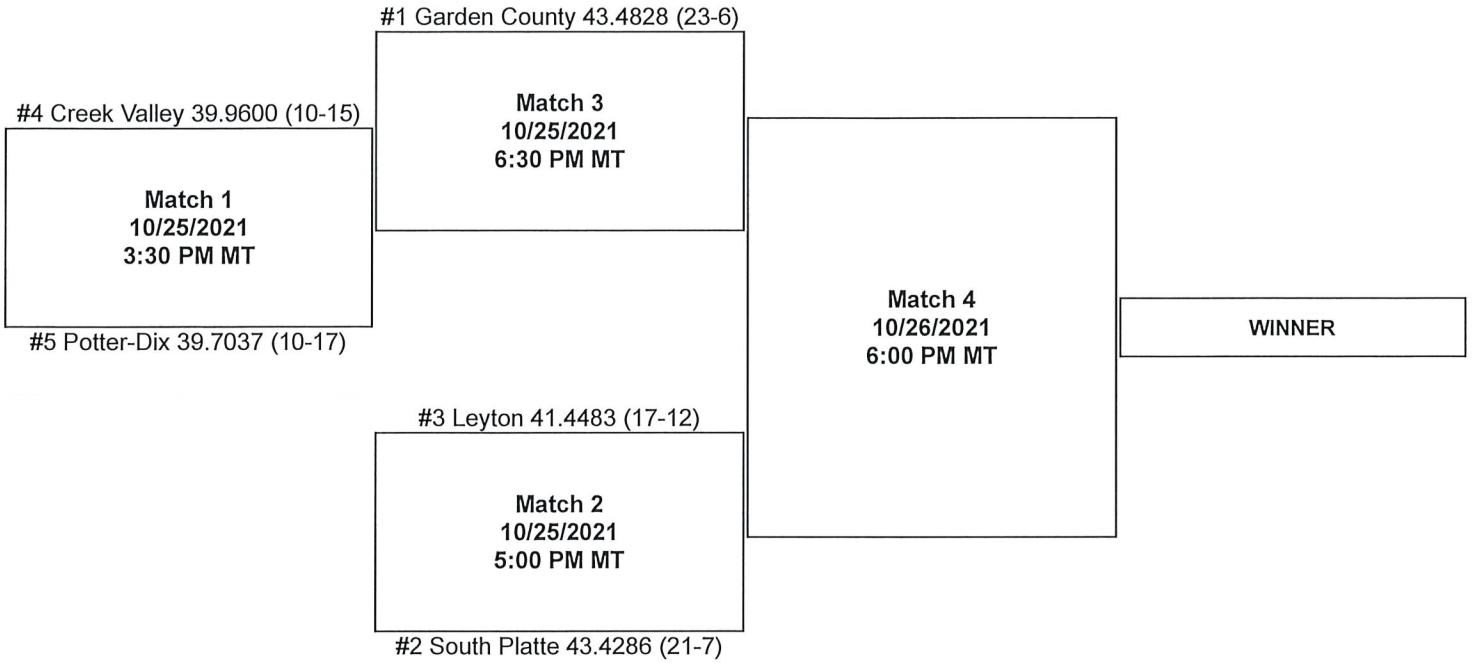 #1 Garden County 43.4828 (23-6)
Match 3
10/25/2021
6:30 PM MT
#4 Creek Valley 39.9600 (10-15)
Match 1
10/25/2021
3:30 PM MT
#5 Potter-Dix 39.7037 (10-17)
Match 4
10/26/2021
6:00 PM MT
WINNER
#3 Leyton 41.4483 (17-12)
Match 2
10/25/2021
5:00 PM MT
#2 South Platte 43.4286 (21-7)